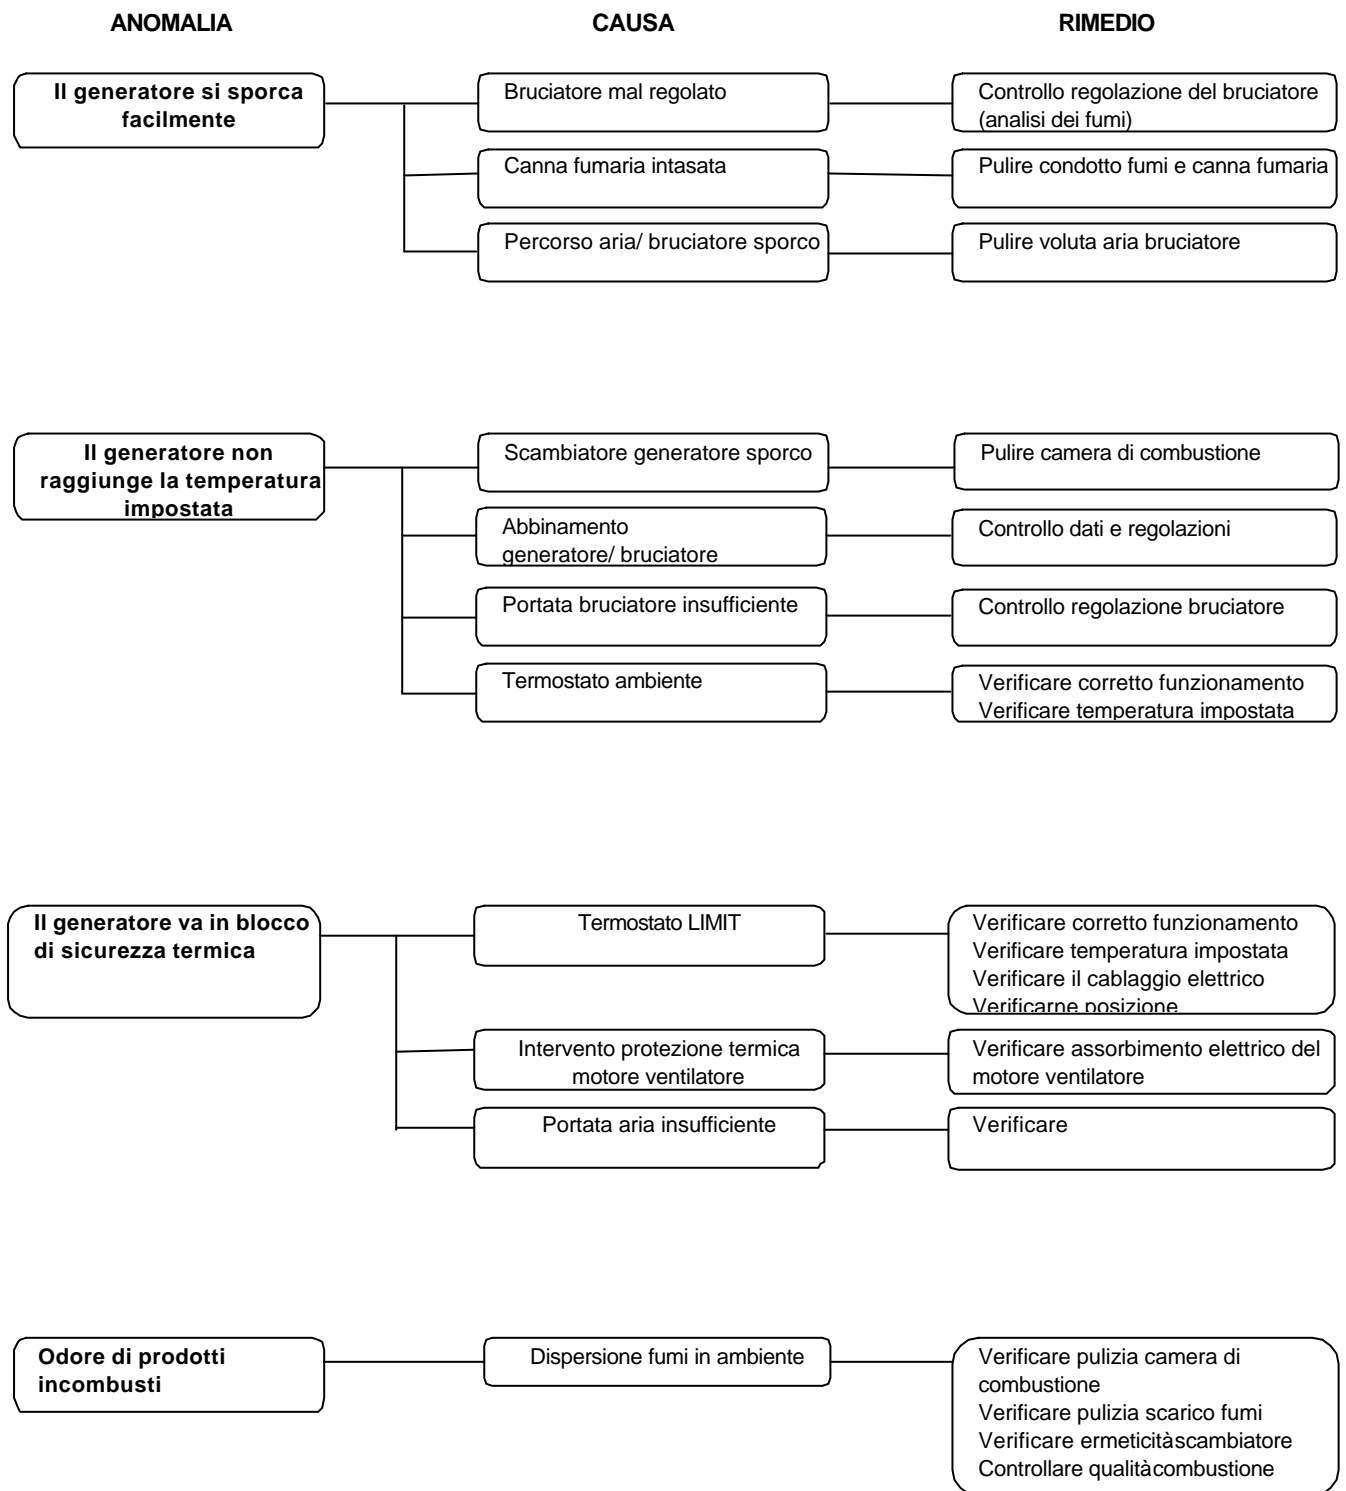 ANOMALIA CAUSA RIMEDIO
Il generatore si sporca
facilmente
Bruciatore mal regolato
Controllo regolazione del bruciatore
(analisi dei fumi)
Canna fumaria intasata
Pulire condotto fumi e canna fumaria
Percorso aria/ bruciatore sporco
Pulire voluta aria bruciatore
Il generatore non
raggiunge la temperatura
impostata
Scambiatore generatore sporco
Pulire camera di combustione
Abbinamento
generatore/ bruciatore
Controllo dati e regolazioni
Portata bruciatore insufficiente
Controllo regolazione bruciatore
Termostato ambiente
Verificare corretto funzionamento
Verificare temperatura impostata
Il generatore va in blocco
di sicurezza termica
Termostato LIMIT
Verificare corretto funzionamento
Verificare temperatura impostata
Verificare il cablaggio elettrico
Verificarne posizione
Intervento protezione termica
motore ventilatore
Verificare assorbimento elettrico del
motore ventilatore
Portata aria insufficiente
Verificare
Odore di prodotti
incombusti
Dispersione fumi in ambiente
Verificare pulizia camera di
combustione
Verificare pulizia scarico fumi
Verificare ermeticitàscambiatore
Controllare qualitàcombustione